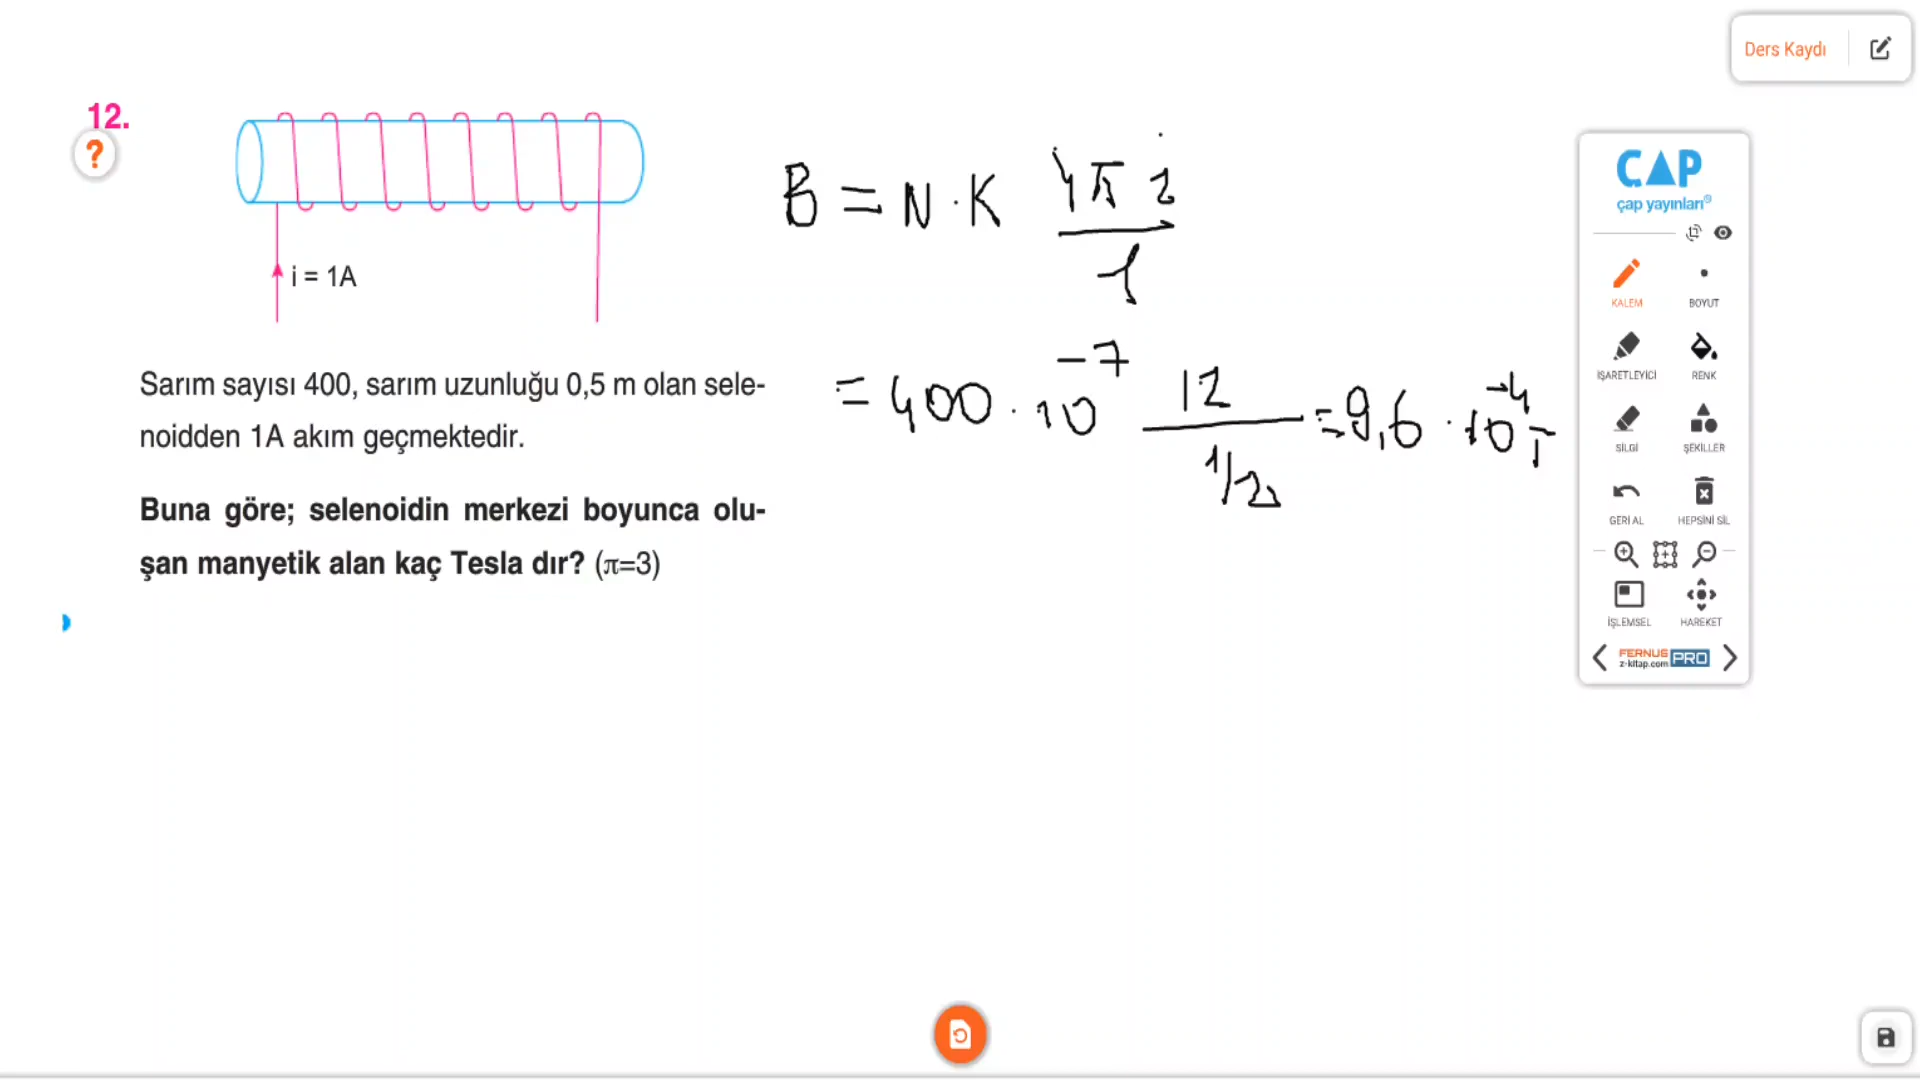 Ders Kaydı
12.
?
i = 1A
Sarım sayısı 400, sarım uzunluğu 0,5 m olan sele-
noidden 1A akım geçmektedir.
Buna göre; selenoidin merkezi boyunca olu-
şan manyetik alan kaç Tesla dır? (π=3)
B = N · K 4π i / l
= 400 · 10⁻⁷ 12 / 1/2 = 9,6 · 10⁻⁴ T
ÇAP
çap yayınları®
KALEM BOYUT
İŞARETLEYİCİ RENK
SİLGİ ŞEKİLLER
GERİ AL HEPSİNİ SİL
İŞLEMSEL HAREKET
FERNUS
z-kitap.com PRO